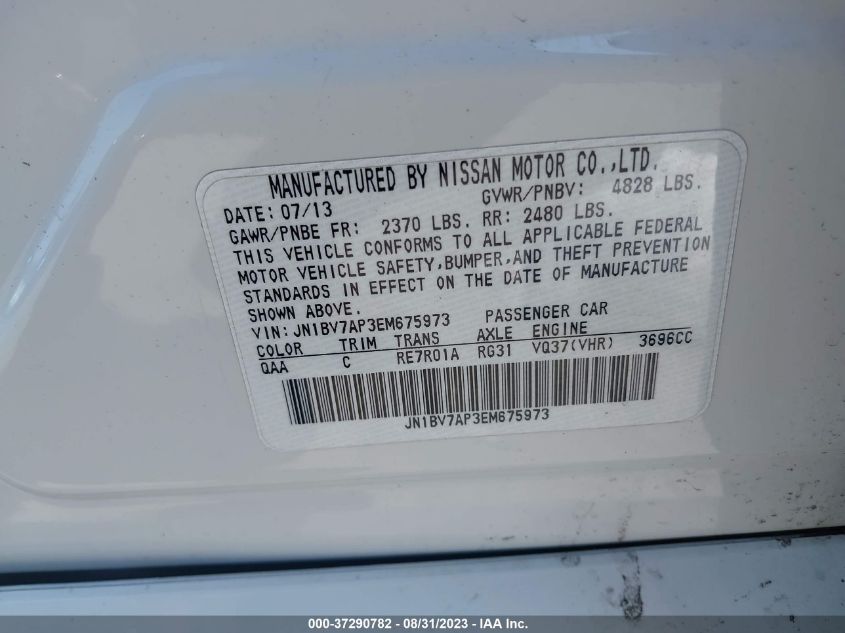 MANUFACTURED BY NISSAN MOTOR CO.,LTD.
DATE: 07/13 GVWR/PNBV: 4828 LBS.
GAWR/PNBE FR: 2370 LBS. RR: 2480 LBS.
THIS VEHICLE CONFORMS TO ALL APPLICABLE FEDERAL
MOTOR VEHICLE SAFETY,BUMPER,AND THEFT PREVENTION
STANDARDS IN EFFECT ON THE DATE OF MANUFACTURE
SHOWN ABOVE.
VIN: JN1BV7AP3EM675973 PASSENGER CAR
COLOR TRIM TRANS AXLE ENGINE
QAA C RE7R01A RG31 VQ37(VHR) 3696CC
JN1BV7AP3EM675973
000-37290782 - 08/31/2023 - IAA Inc.